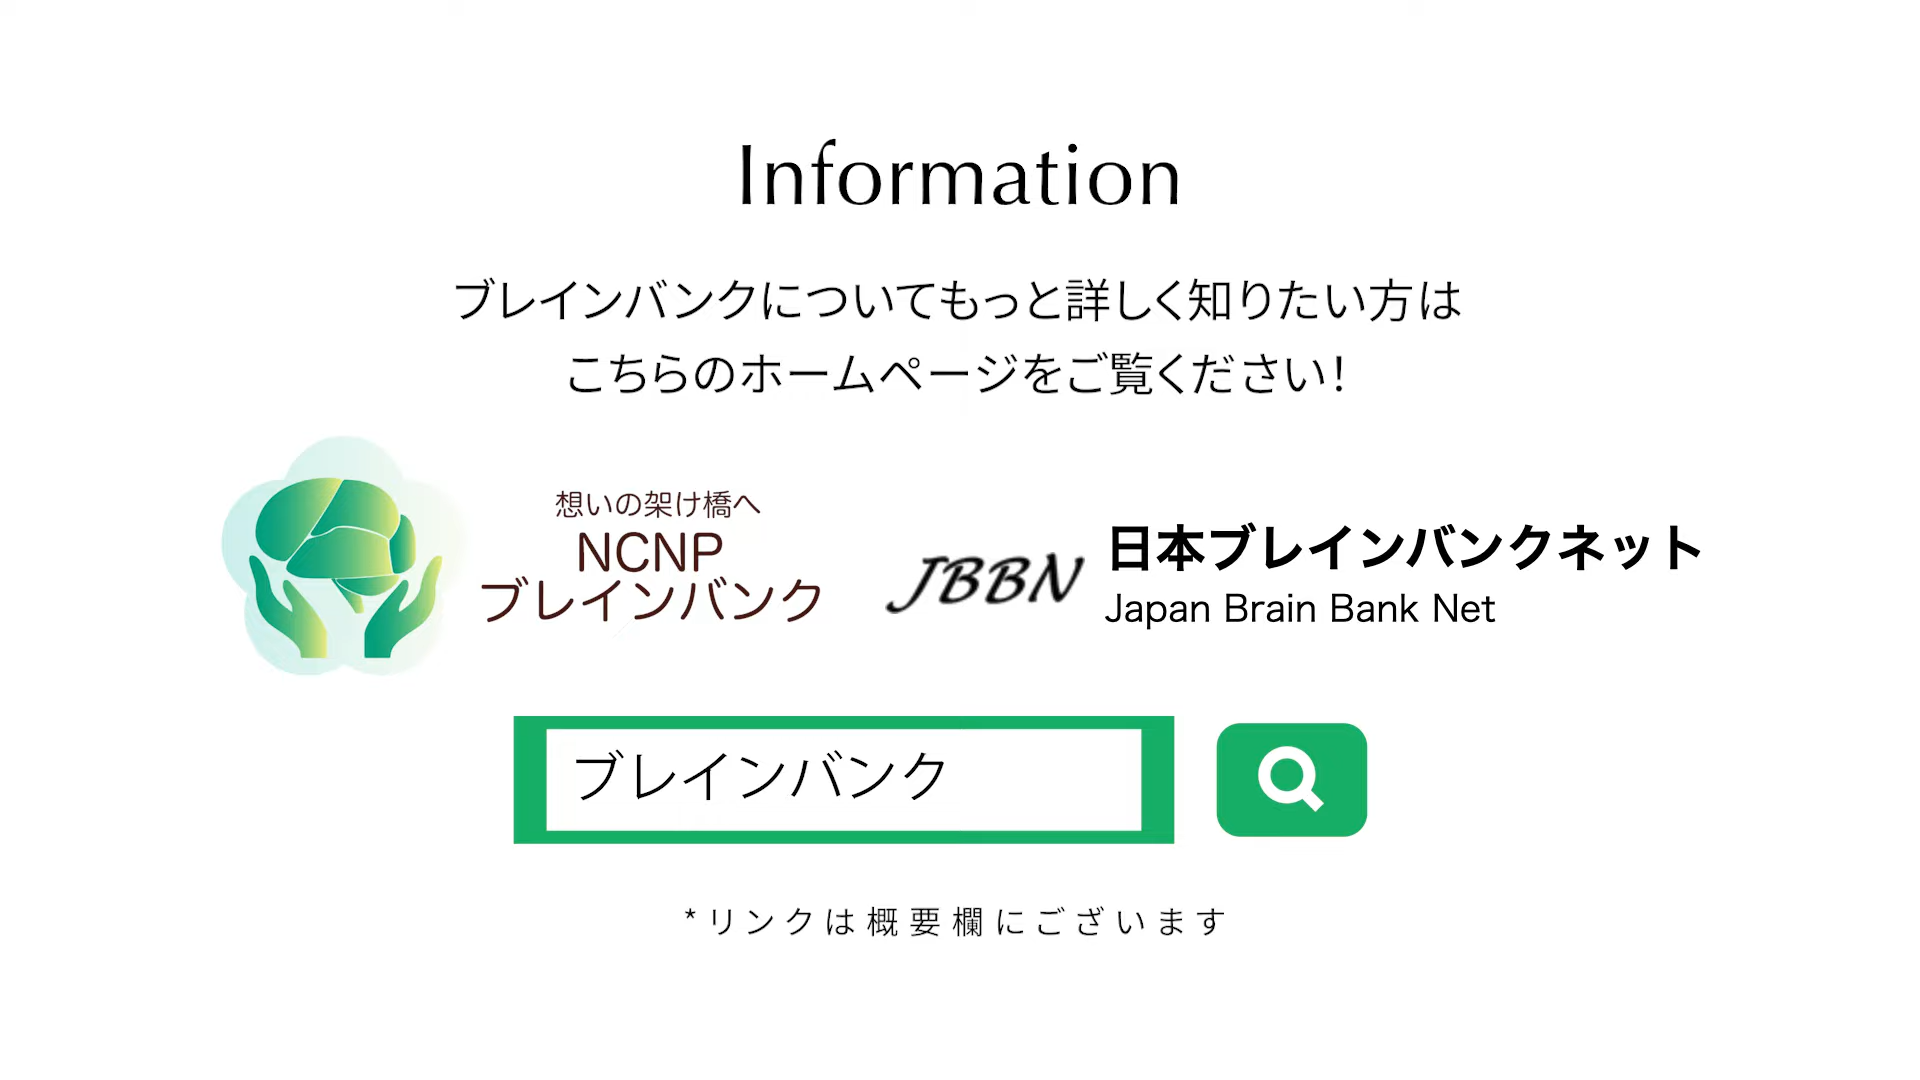 Information
ブレインバンクについてもっと詳しく知りたい方は
こちらのホームページをご覧ください！
想いの架け橋へ
NCNP
ブレインバンク
JBBN
日本ブレインバンクネット
Japan Brain Bank Net
ブレインバンク
*リンクは概要欄にございます